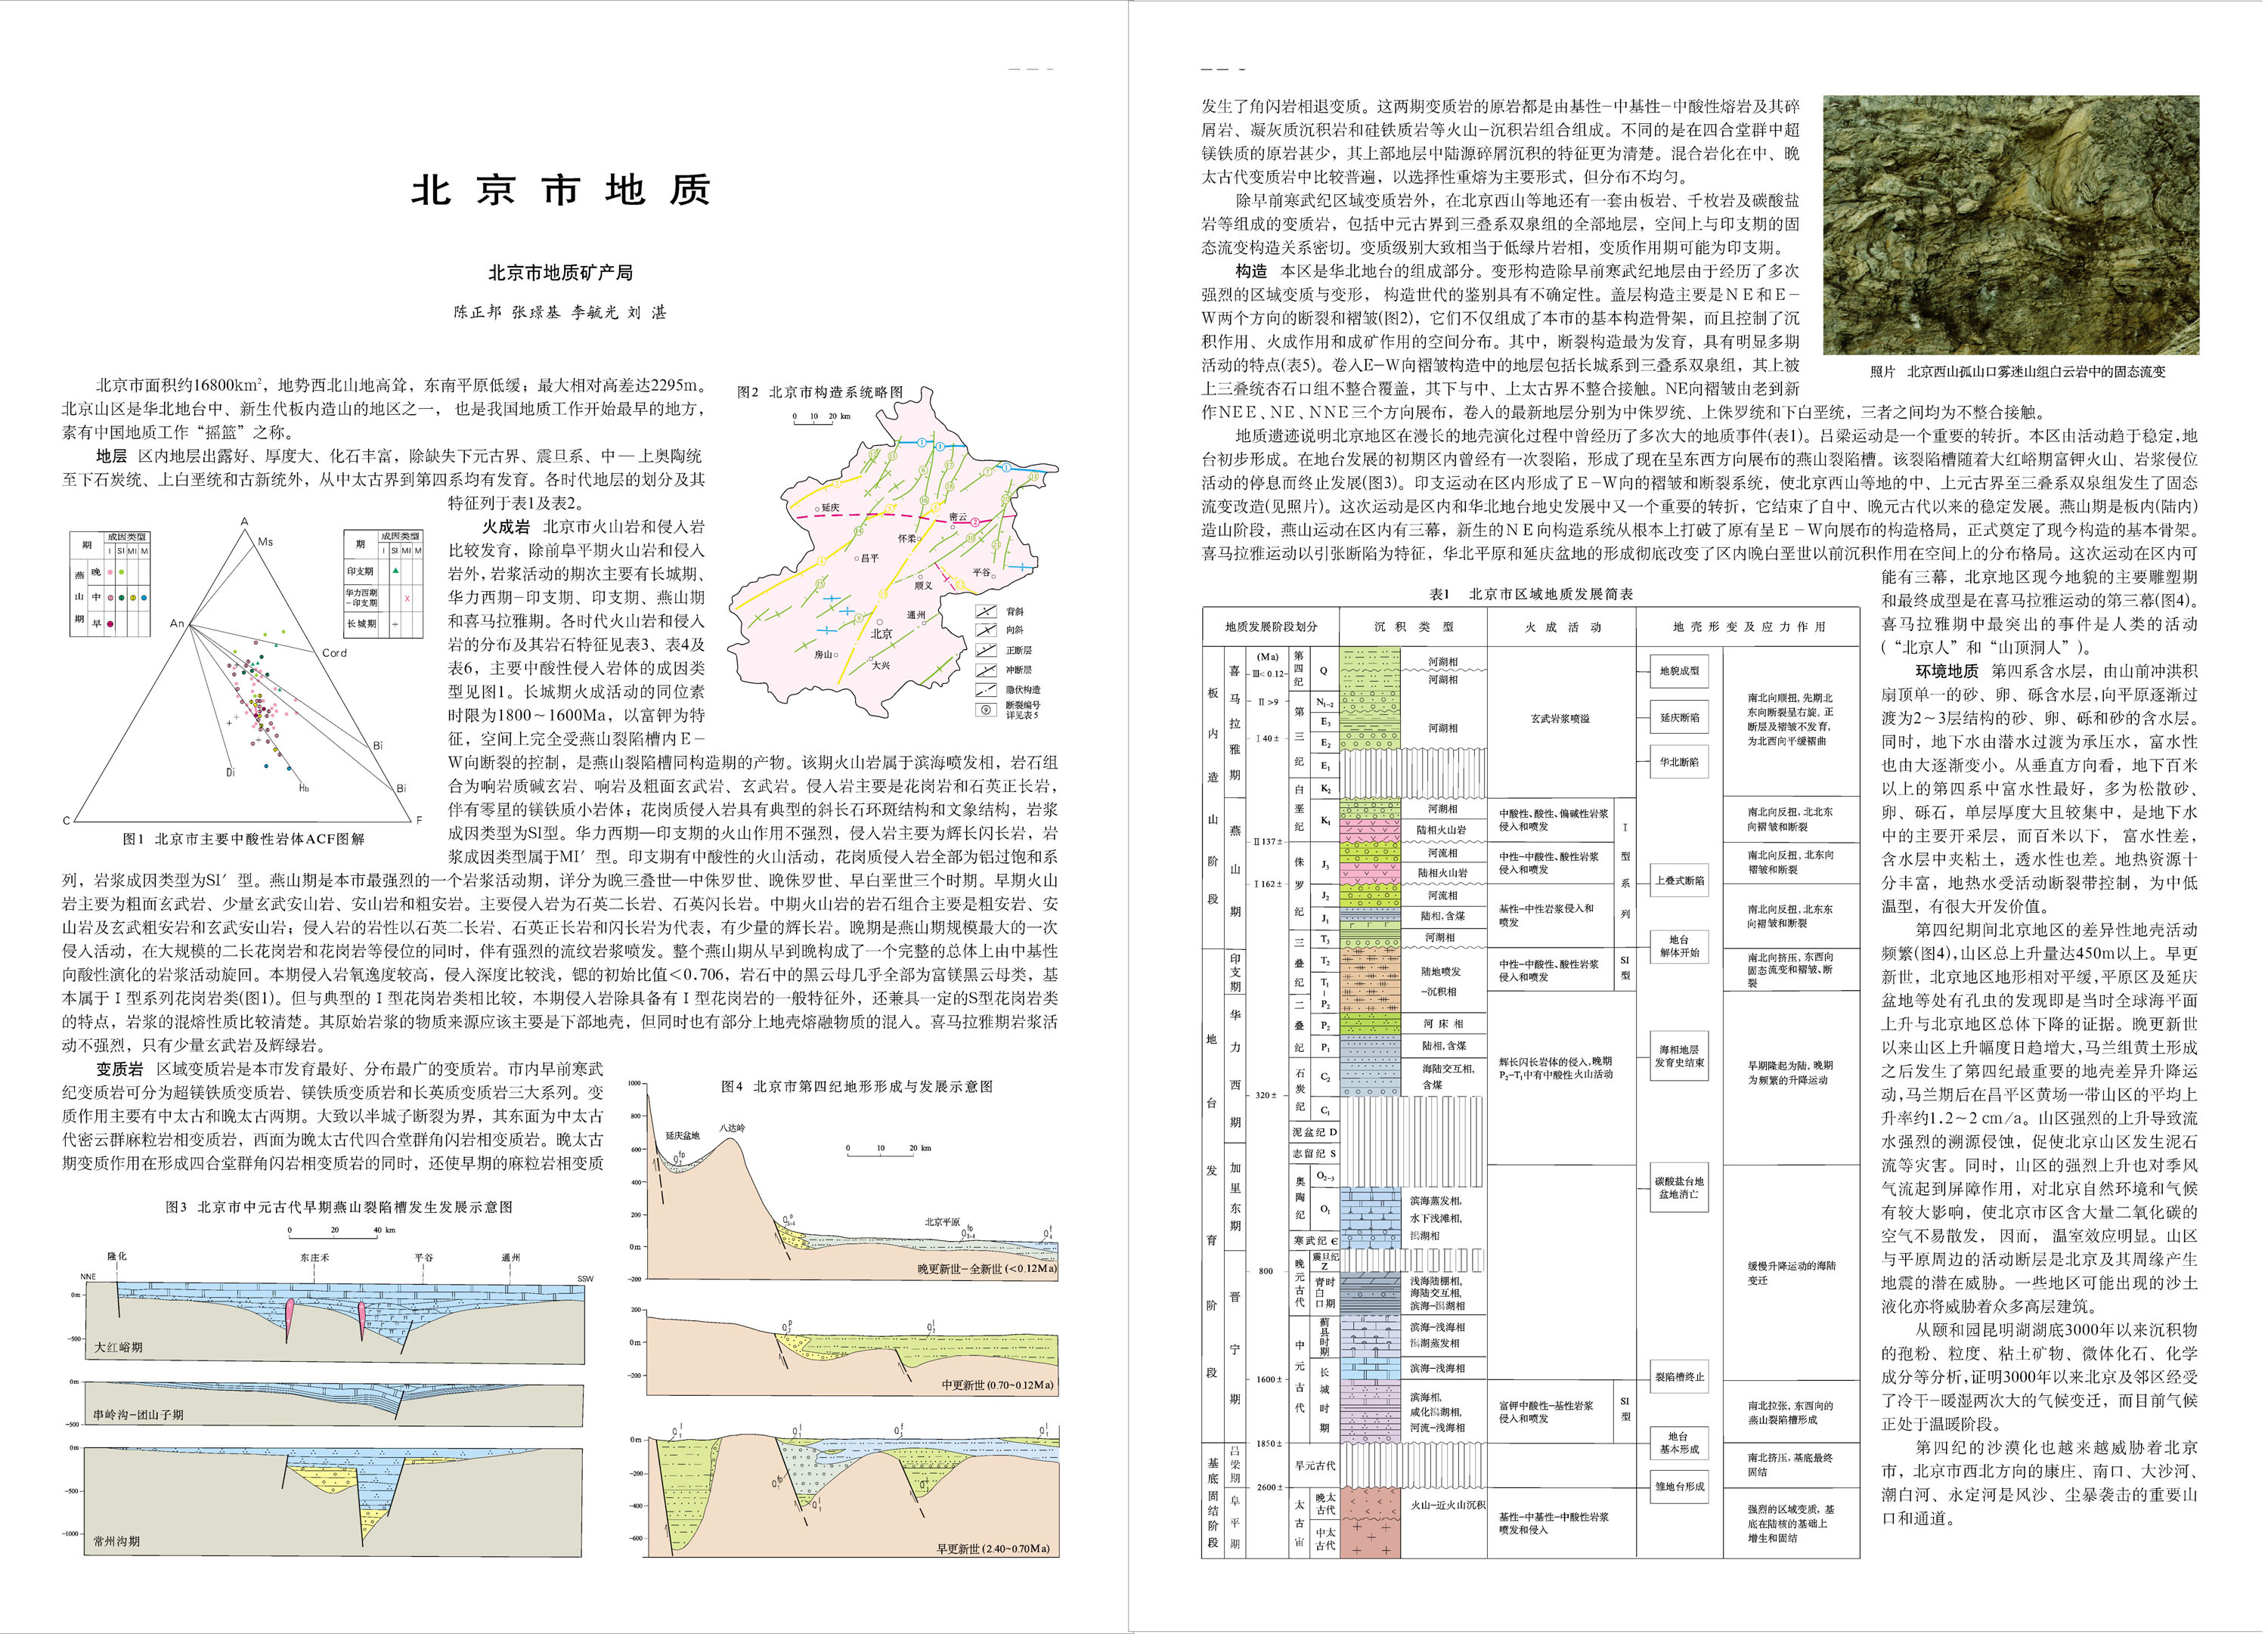 北京市地质
北京市地质矿产局
陈正邦 张璟基 李毓光 刘 湛
北京市面积约16800km²，地势西北山地高耸，东南平原低缓；最大相对高差达2295m。
北京山区是华北地台中、新生代板内造山的地区之一， 也是我国地质工作开始最早的地方，
素有中国地质工作“摇篮”之称。
地层 区内地层出露好、厚度大、化石丰富，除缺失下元古界、震旦系、中—上奥陶统
至下石炭统、上白垩统和古新统外，从中太古界到第四系均有发育。各时代地层的划分及其
特征列于表1及表2。
火成岩 北京市火山岩和侵入岩
比较发育，除前阜平期火山岩和侵入
岩外，岩浆活动的期次主要有长城期、
华力西期－印支期、印支期、燕山期
和喜马拉雅期。各时代火山岩和侵入
岩的分布及其岩石特征见表3、表4及
表6，主要中酸性侵入岩体的成因类
型见图1。长城期火成活动的同位素
时限为1800～1600Ma，以富钾为特
征，空间上完全受燕山裂陷槽内E－
W向断裂的控制，是燕山裂陷槽同构造期的产物。该期火山岩属于滨海喷发相，岩石组
合为响岩质碱玄岩、响岩及粗面玄武岩、玄武岩。侵入岩主要是花岗岩和石英正长岩，
伴有零星的镁铁质小岩体；花岗质侵入岩具有典型的斜长石环斑结构和文象结构，岩浆
成因类型为SI型。华力西期—印支期的火山作用不强烈，侵入岩主要为辉长闪长岩，岩
浆成因类型属于MI′型。印支期有中酸性的火山活动，花岗质侵入岩全部为铝过饱和系
列，岩浆成因类型为SI′型。燕山期是本市最强烈的一个岩浆活动期，详分为晚三叠世—中侏罗世、晚侏罗世、早白垩世三个时期。早期火山
岩主要为粗面玄武岩、少量玄武安山岩、安山岩和粗安岩。主要侵入岩为石英二长岩、石英闪长岩。中期火山岩的岩石组合主要是粗安岩、安
山岩及玄武粗安岩和玄武安山岩；侵入岩的岩性以石英二长岩、石英正长岩和闪长岩为代表，有少量的辉长岩。晚期是燕山期规模最大的一次
侵入活动，在大规模的二长花岗岩和花岗岩等侵位的同时，伴有强烈的流纹岩浆喷发。整个燕山期从早到晚构成了一个完整的总体上由中基性
向酸性演化的岩浆活动旋回。本期侵入岩氧逸度较高，侵入深度比较浅，锶的初始比值＜0.706，岩石中的黑云母几乎全部为富镁黑云母类，基
本属于Ｉ型系列花岗岩类(图1)。但与典型的Ｉ型花岗岩类相比较，本期侵入岩除具备有Ｉ型花岗岩的一般特征外，还兼具一定的S型花岗岩类
的特点，岩浆的混熔性质比较清楚。其原始岩浆的物质来源应该主要是下部地壳，但同时也有部分上地壳熔融物质的混入。喜马拉雅期岩浆活
动不强烈，只有少量玄武岩及辉绿岩。
变质岩 区域变质岩是本市发育最好、分布最广的变质岩。市内早前寒武
纪变质岩可分为超镁铁质变质岩、镁铁质变质岩和长英质变质岩三大系列。变
质作用主要有中太古和晚太古两期。大致以半城子断裂为界，其东面为中太古
代密云群麻粒岩相变质岩，西面为晚太古代四合堂群角闪岩相变质岩。晚太古
期变质作用在形成四合堂群角闪岩相变质岩的同时，还使早期的麻粒岩相变质
图2 北京市构造系统略图
0 10 20 km
延庆
密云
怀柔
昌平
平谷
顺义
通州
北京
房山
大兴
背斜
向斜
正断层
冲断层
隐伏构造
断裂编号
详见表5
期 成因类型
I SI MI M
燕 晚
山 中
期 早
期 成因类型
I SI MI M
印支期
华力西期
－印支期
长城期
A
Ms
An
Cord
Bi
Di
Hb
Bi
C
F
图1 北京市主要中酸性岩体ACF图解
图3 北京市中元古代早期燕山裂陷槽发生发展示意图
0 20 40 km
隆化 东庄禾 平谷 通州
NNE SSW
0m
-500
大红峪期
0m
-500
串岭沟－团山子期
0m
-500
-1000
常州沟期
图4 北京市第四纪地形形成与发展示意图
0 10 20 km
1000
800
600
400
200
0m
-200
延庆盆地
八达岭
北京平原
晚更新世－全新世(<0.12Ma)
200
0m
-200
中更新世(0.70~0.12Ma)
0m
-200
-400
-600
早更新世(2.40~0.70Ma)
发生了角闪岩相退变质。这两期变质岩的原岩都是由基性－中基性－中酸性熔岩及其碎
屑岩、凝灰质沉积岩和硅铁质岩等火山－沉积岩组合组成。不同的是在四合堂群中超
镁铁质的原岩甚少，其上部地层中陆源碎屑沉积的特征更为清楚。混合岩化在中、晚
太古代变质岩中比较普遍，以选择性重熔为主要形式，但分布不均匀。
除早前寒武纪区域变质岩外，在北京西山等地还有一套由板岩、千枚岩及碳酸盐
岩等组成的变质岩，包括中元古界到三叠系双泉组的全部地层，空间上与印支期的固
态流变构造关系密切。变质级别大致相当于低绿片岩相，变质作用期可能为印支期。
构造 本区是华北地台的组成部分。变形构造除早前寒武纪地层由于经历了多次
强烈的区域变质与变形， 构造世代的鉴别具有不确定性。盖层构造主要是ＮＥ和Ｅ－
Ｗ两个方向的断裂和褶皱(图2)，它们不仅组成了本市的基本构造骨架，而且控制了沉
积作用、火成作用和成矿作用的空间分布。其中，断裂构造最为发育，具有明显多期
活动的特点(表5)。卷入E－W向褶皱构造中的地层包括长城系到三叠系双泉组，其上被
上三叠统杏石口组不整合覆盖，其下与中、上太古界不整合接触。NE向褶皱由老到新
作NEE、NE、NNE三个方向展布，卷入的最新地层分别为中侏罗统、上侏罗统和下白垩统，三者之间均为不整合接触。
地质遗迹说明北京地区在漫长的地壳演化过程中曾经历了多次大的地质事件(表1)。吕梁运动是一个重要的转折。本区由活动趋于稳定,地
台初步形成。在地台发展的初期区内曾经有一次裂陷，形成了现在呈东西方向展布的燕山裂陷槽。该裂陷槽随着大红峪期富钾火山、岩浆侵位
活动的停息而终止发展(图3)。印支运动在区内形成了Ｅ－Ｗ向的褶皱和断裂系统，使北京西山等地的中、上元古界至三叠系双泉组发生了固态
流变改造(见照片)。这次运动是区内和华北地台地史发展中又一个重要的转折，它结束了自中、晚元古代以来的稳定发展。燕山期是板内(陆内)
造山阶段，燕山运动在区内有三幕，新生的ＮＥ向构造系统从根本上打破了原有呈Ｅ－Ｗ向展布的构造格局，正式奠定了现今构造的基本骨架。
喜马拉雅运动以引张断陷为特征，华北平原和延庆盆地的形成彻底改变了区内晚白垩世以前沉积作用在空间上的分布格局。这次运动在区内可
能有三幕，北京地区现今地貌的主要雕塑期
和最终成型是在喜马拉雅运动的第三幕(图4)。
喜马拉雅期中最突出的事件是人类的活动
(“北京人”和“山顶洞人”)。
环境地质 第四系含水层，由山前冲洪积
扇顶单一的砂、卵、砾含水层,向平原逐渐过
渡为2～3层结构的砂、卵、砾和砂的含水层。
同时，地下水由潜水过渡为承压水，富水性
也由大逐渐变小。从垂直方向看，地下百米
以上的第四系中富水性最好，多为松散砂、
卵、砾石，单层厚度大且较集中，是地下水
中的主要开采层，而百米以下， 富水性差，
含水层中夹粘土，透水性也差。地热资源十
分丰富，地热水受活动断裂带控制，为中低
温型，有很大开发价值。
第四纪期间北京地区的差异性地壳活动
频繁(图4),山区总上升量达450m以上。早更
新世，北京地区地形相对平缓,平原区及延庆
盆地等处有孔虫的发现即是当时全球海平面
上升与北京地区总体下降的证据。晚更新世
以来山区上升幅度日趋增大,马兰组黄土形成
之后发生了第四纪最重要的地壳差异升降运
动,马兰期后在昌平区黄场一带山区的平均上
升率约1.2～2 cm/a。山区强烈的上升导致流
水强烈的溯源侵蚀，促使北京山区发生泥石
流等灾害。同时，山区的强烈上升也对季风
气流起到屏障作用，对北京自然环境和气候
有较大影响，使北京市区含大量二氧化碳的
空气不易散发， 因而， 温室效应明显。山区
与平原周边的活动断层是北京及其周缘产生
地震的潜在威胁。一些地区可能出现的沙土
液化亦将威胁着众多高层建筑。
从颐和园昆明湖湖底3000年以来沉积物
的孢粉、粒度、粘土矿物、微体化石、化学
成分等分析,证明3000年以来北京及邻区经受
了冷干－暖湿两次大的气候变迁，而目前气候
正处于温暖阶段。
第四纪的沙漠化也越来越威胁着北京
市，北京市西北方向的康庄、南口、大沙河、
潮白河、永定河是风沙、尘暴袭击的重要山
口和通道。
照片 北京西山孤山口雾迷山组白云岩中的固态流变
表1 北京市区域地质发展简表
地质发展阶段划分 沉积类型 火成活动 地壳形变及应力作用
板内造山阶段
地台发育阶段
基底固结阶段
喜马拉雅期
燕山期
印支期
华力西期
加里东期
晋宁期
吕梁期
阜平期
(Ma)
III<0.12
II >9
I 40±
II 137±
I 162±
320±
800
1600±
1850±
2600±
第四纪 Q
第三纪 N₁₋₂ E₃ E₂ E₁
白垩纪 K₂ K₁
侏罗纪 J₃ J₂ J₁
三叠纪 T₃ T₂ T₁
二叠纪 P₂ P₂ P₁
石炭纪 C₂ C₁
泥盆纪 D
志留纪 S
奥陶纪 O₂₋₃ O₁
寒武纪 Є
晚元古代 震旦纪 Z
青白口时期
中元古代 蓟县时期
长城时期
早元古代
太古宙 晚太古代
中太古代
河湖相
河湖相
河湖相
河湖相
陆相火山岩
河流相
陆相火山岩
河流相
陆相,含煤
河湖相
陆地喷发
－沉积相
河床相
陆相,含煤
海陆交互相,
含煤
滨海蒸发相,
水下浅滩相,
潟湖相
浅海陆棚相,
海陆交互相,
滨海－潟湖相
滨海－浅海相
潟湖蒸发相
滨海－浅海相
滨海相,
咸化潟湖相,
河流－浅海相
火山－近火山沉积
玄武岩浆喷溢
中酸性、酸性、偏碱性岩浆
侵入和喷发
中性－中酸性、酸性岩浆
侵入和喷发
基性－中性岩浆侵入和
喷发
I型系列
中性－中酸性、酸性岩浆
侵入和喷发
SI型
辉长闪长岩体的侵入,晚期
P₂－T₁中有中酸性火山活动
富钾中酸性－基性岩浆
侵入和喷发
SI型
基性－中基性－中酸性岩浆
喷发和侵入
地貌成型
延庆断陷
华北断陷
上叠式断陷
地台
解体开始
海相地层
发育史结束
碳酸盐台地
盆地消亡
裂陷槽终止
地台
基本形成
雏地台形成
南北向顺扭, 先期北
东向断裂呈右旋, 正
断层及褶皱不发育,
为北西向平缓褶曲
南北向反扭, 北北东
向褶皱和断裂
南北向反扭, 北东向
褶皱和断裂
南北向反扭, 北东东
向褶皱和断裂
南北向挤压, 东西向
固态流变和褶皱、断
裂
早期隆起为陆, 晚期
为频繁的升降运动
缓慢升降运动的海陆
变迁
南北拉张, 东西向的
燕山裂陷槽形成
南北挤压, 基底最终
固结
强烈的区域变质, 基
底在陆核的基础上
增生和固结